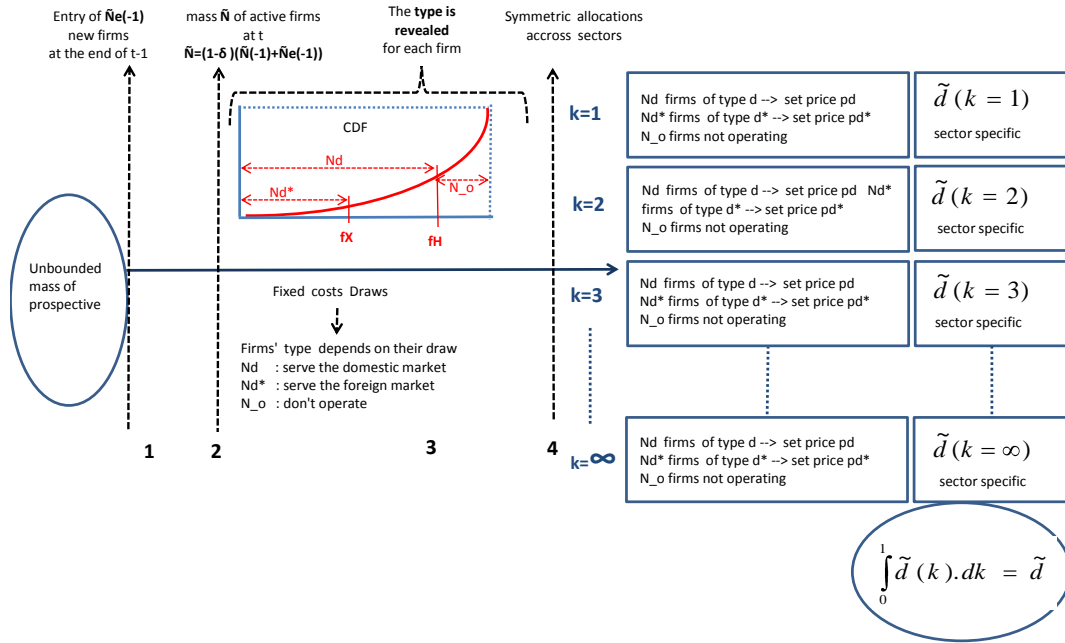 Entry of Ñe(-1)
new firms
at the end of t-1
mass Ñ of active firms
at t
Ñ=(1-δ )(Ñ(-1)+Ñe(-1))
The type is
revealed
for each firm
Symmetric allocations
accross sectors
CDF
Nd
Nd*
N_o
fX
fH
Unbounded
mass of
prospective
Fixed costs Draws
Firms' type depends on their draw
Nd : serve the domestic market
Nd* : serve the foreign market
N_o : don't operate
1
2
3
4
k=1
Nd firms of type d --> set price pd
Nd* firms of type d* --> set price pd*
N_o firms not operating
d̃ (k = 1)
sector specific
k=2
Nd firms of type d --> set price pd Nd*
firms of type d* --> set price pd*
N_o firms not operating
d̃ (k = 2)
sector specific
k=3
Nd firms of type d --> set price pd
Nd* firms of type d* --> set price pd*
N_o firms not operating
d̃ (k = 3)
sector specific
k=∞
Nd firms of type d --> set price pd
Nd* firms of type d* --> set price pd*
N_o firms not operating
d̃ (k = ∞)
sector specific
∫₀¹ d̃ (k).dk = d̃